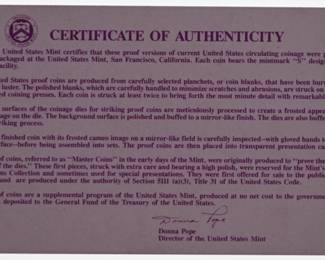 CERTIFICATE OF AUTHENTICITY
United States Mint certifies that these proof versions of current United States circulating coinage were
packaged at the United States Mint, San Francisco, California. Each coin bears the mintmark "S"
facility.
United States proof coins are produced from carefully selected planchets, or coin blanks, that have been
luster. The polished blanks, which are carefully handled to minimize scratches and abrasions, are struck on
coining presses. Each coin is struck at least twice to bring forth the most minute detail with remarkable
surfaces of the coinage dies for striking proof coins are meticulously processed to create a frosted
on the die. The background surface is polished and buffed to a mirror-like finish. The dies are also
striking process.
finished coin with its frosted cameo image on a mirror-like field is carefully inspected—with gloved hands
before being assembled into sets. The proof coins are then placed into transparent presentation
coins, referred to as "Master Coins" in the early days of the Mint, were originally produced to "prove the
of the dies." These first pieces, struck with extra care and bearing a high polish, were reserved for the Mint's
Collection and sometimes used for special presentations. They were first offered for sale to the public
and are produced under the authority of Section 5111 (a)(3), Title 31 of the United States Code.
of coins are a supplemental program of the United States Mint, produced at no net cost to the government
deposited to the General Fund of the Treasury of the United States.
Donna Pope
Donna Pope
Director of the United States Mint